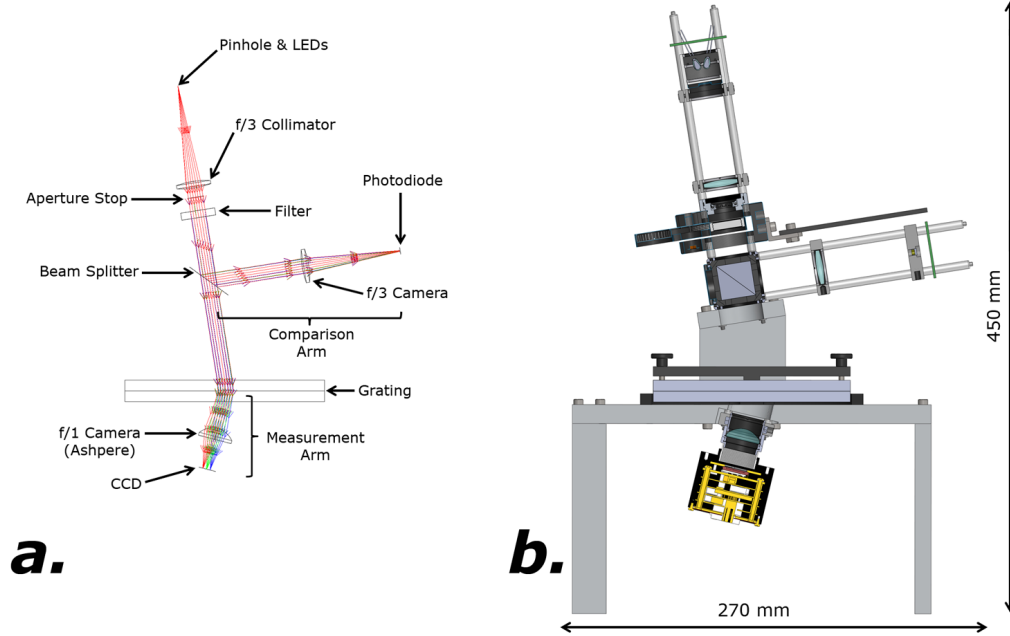 Pinhole & LEDs
f/3 Collimator
Aperture Stop
Filter
Photodiode
Beam Splitter
f/3 Camera
Comparison
Arm
Grating
f/1 Camera
(Ashpere)
Measurement
Arm
CCD
a.
b.
450 mm
270 mm